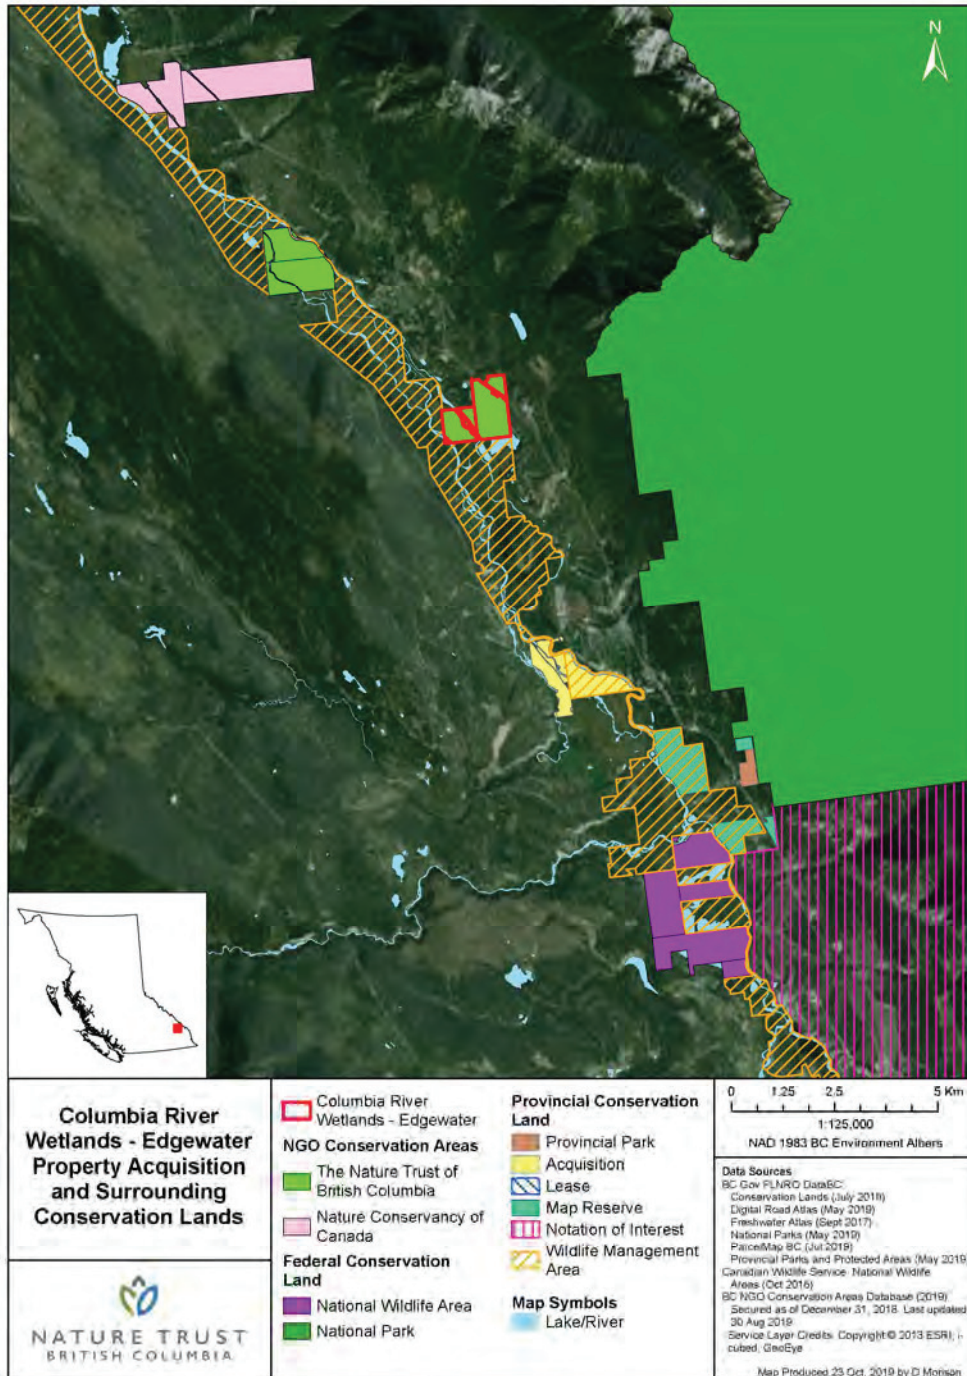 N
Columbia River
Wetlands - Edgewater
Property Acquisition
and Surrounding
Conservation Lands
NATURE TRUST
BRITISH COLUMBIA
Columbia River
Wetlands - Edgewater
NGO Conservation Areas
The Nature Trust of
British Columbia
Nature Conservancy of
Canada
Federal Conservation
Land
National Wildlife Area
National Park
Provincial Conservation
Land
Provincial Park
Acquisition
Lease
Map Reserve
Notation of Interest
Wildlife Management
Area
Map Symbols
Lake/River
0 1.25 2.5 5 Km
1:125,000
NAD 1983 BC Environment Albers
Data Sources
BC Gov FLNRO DataBC:
Conservation Lands (July 2019)
Digital Road Atlas (May 2019)
Freshwater Atlas (Sept 2017)
National Parks (May 2019)
ParcelMap BC (Jul 2019)
Provincial Parks and Protected Areas (May 2019)
Canadian Wildlife Service: National Wildlife
Areas (Oct 2016)
BC NGO Conservation Areas Database (2019)
Secured as of December 31, 2018. Last updated
30 Aug 2019
Service Layer Credits: Copyright © 2013 ESRI, i-
cubed, GeoEye
Map Produced 23 Oct, 2019 by D Morison